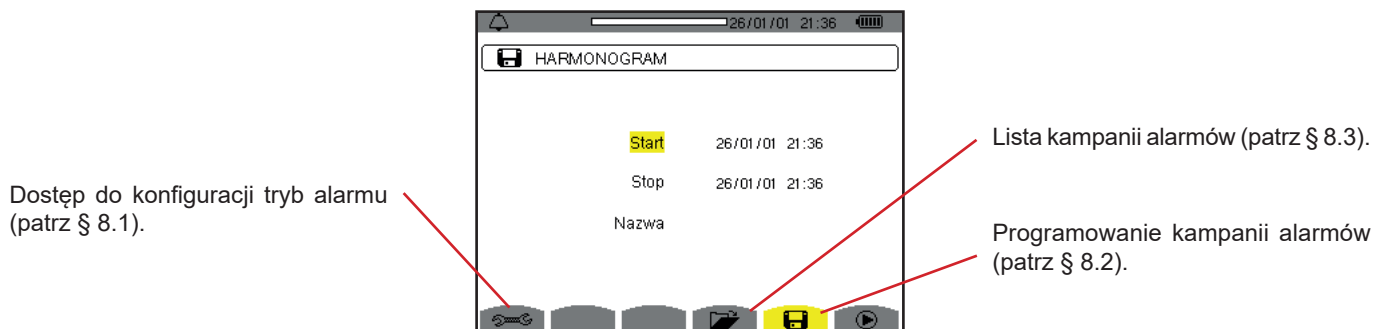 26/01/01 21:36
HARMONOGRAM
Start 26/01/01 21:36
Stop 26/01/01 21:36
Nazwa
Dostęp do konfiguracji tryb alarmu
(patrz § 8.1).
Lista kampanii alarmów (patrz § 8.3).
Programowanie kampanii alarmów
(patrz § 8.2).